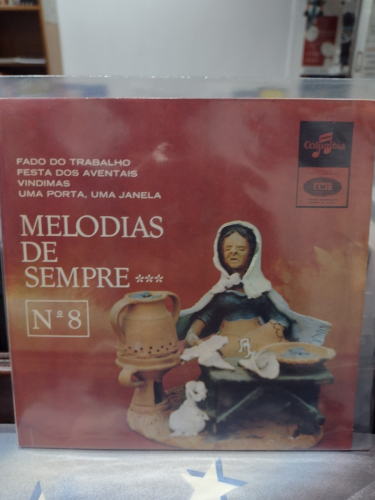 Columbia
FADO DO TRABALHO
FESTA DOS AVENTAIS
VINDIMAS
UMA PORTA, UMA JANELA
MELODIAS
DE
SEMPRE***
Nº 8